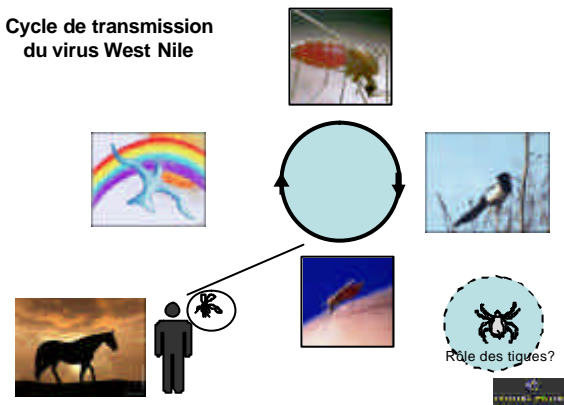 Cycle de transmission
du virus West Nile
Rôle des tigues?